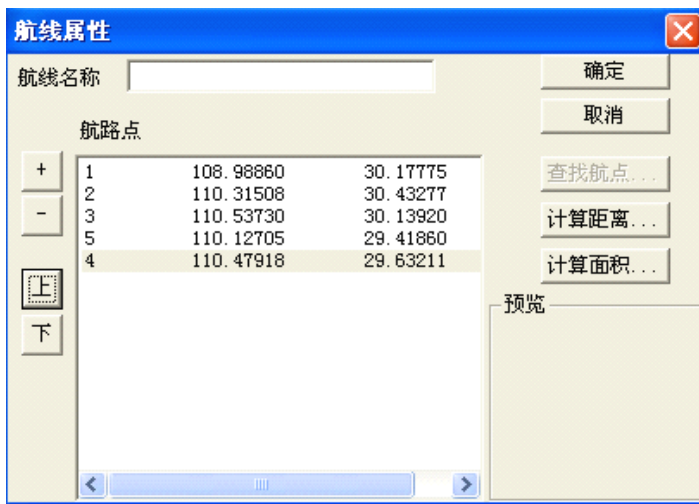 航线属性
航线名称
确定
取消
航路点
+
1 108.98860 30.17775
查找航点...
2 110.31508 30.43277
-
3 110.53730 30.13920
计算距离...
5 110.12705 29.41860
4 110.47918 29.63211
计算面积...
上
预览
下